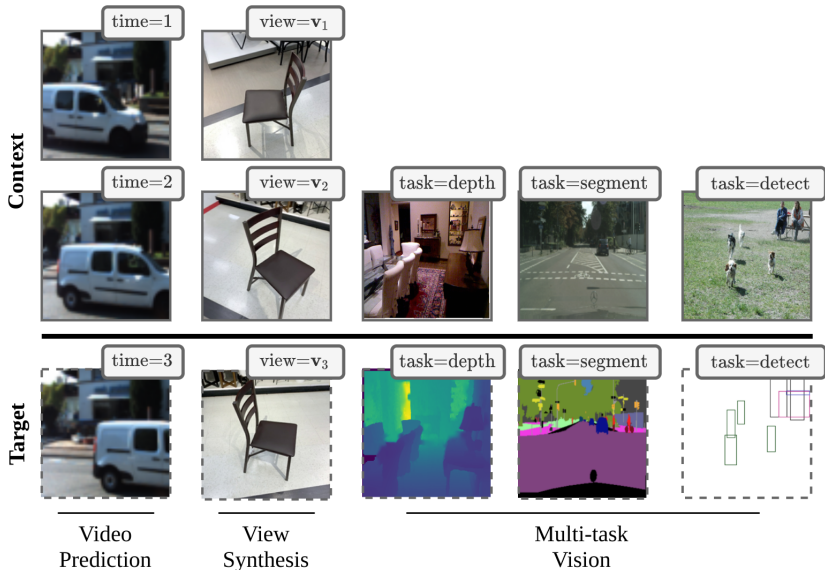 time=1
view=v₁
Context
time=2
view=v₂
task=depth
task=segment
task=detect
Target
time=3
view=v₃
task=depth
task=segment
task=detect
Video
Prediction
View
Synthesis
Multi-task
Vision